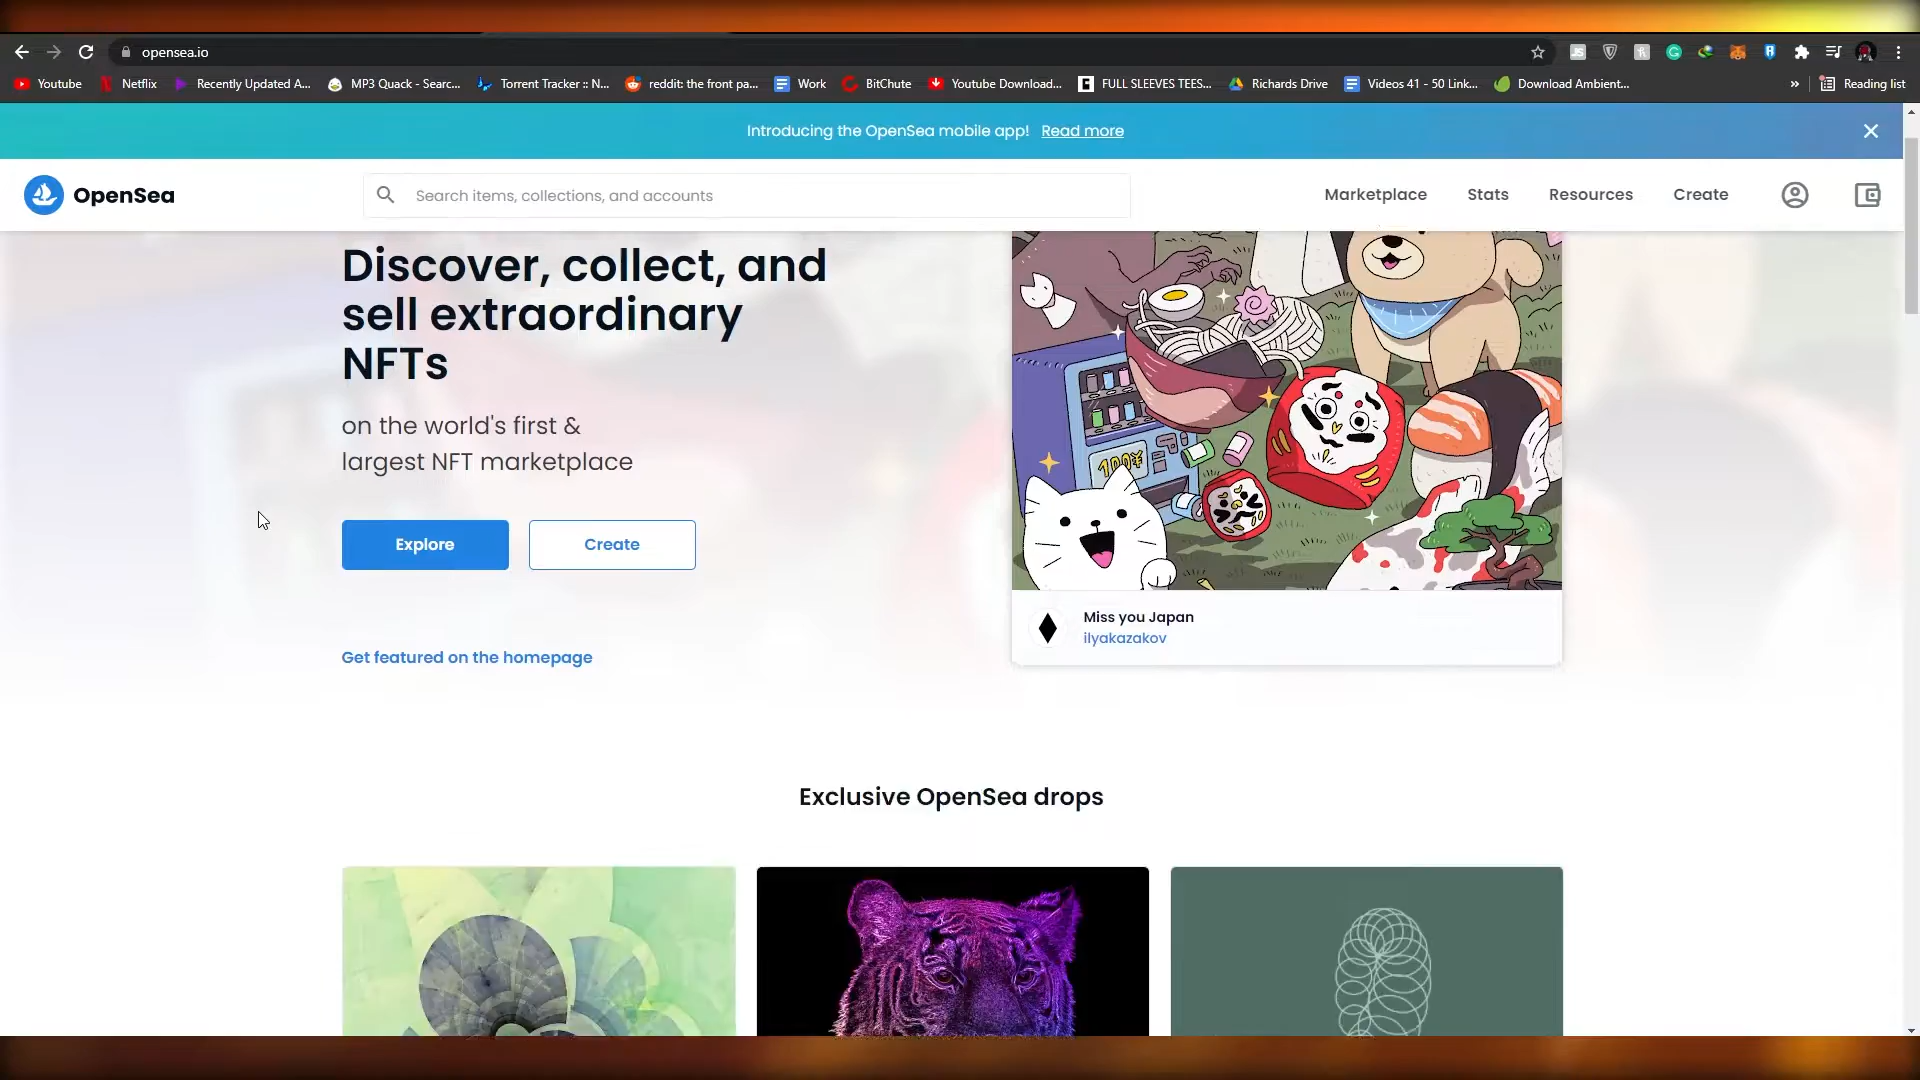 opensea.io
Youtube Netflix Recently Updated A... MP3 Quack - Searc... Torrent Tracker :: N... reddit: the front pa... Work BitChute Youtube Download... FULL SLEEVES TEES... Richards Drive Videos 41 - 50 Link... Download Ambient... » Reading list
Introducing the OpenSea mobile app! Read more
OpenSea Search items, collections, and accounts Marketplace Stats Resources Create
Discover, collect, and
sell extraordinary
NFTs
on the world's first &
largest NFT marketplace
Explore Create
Get featured on the homepage
100¥
Miss you Japan
ilyakazakov
Exclusive OpenSea drops